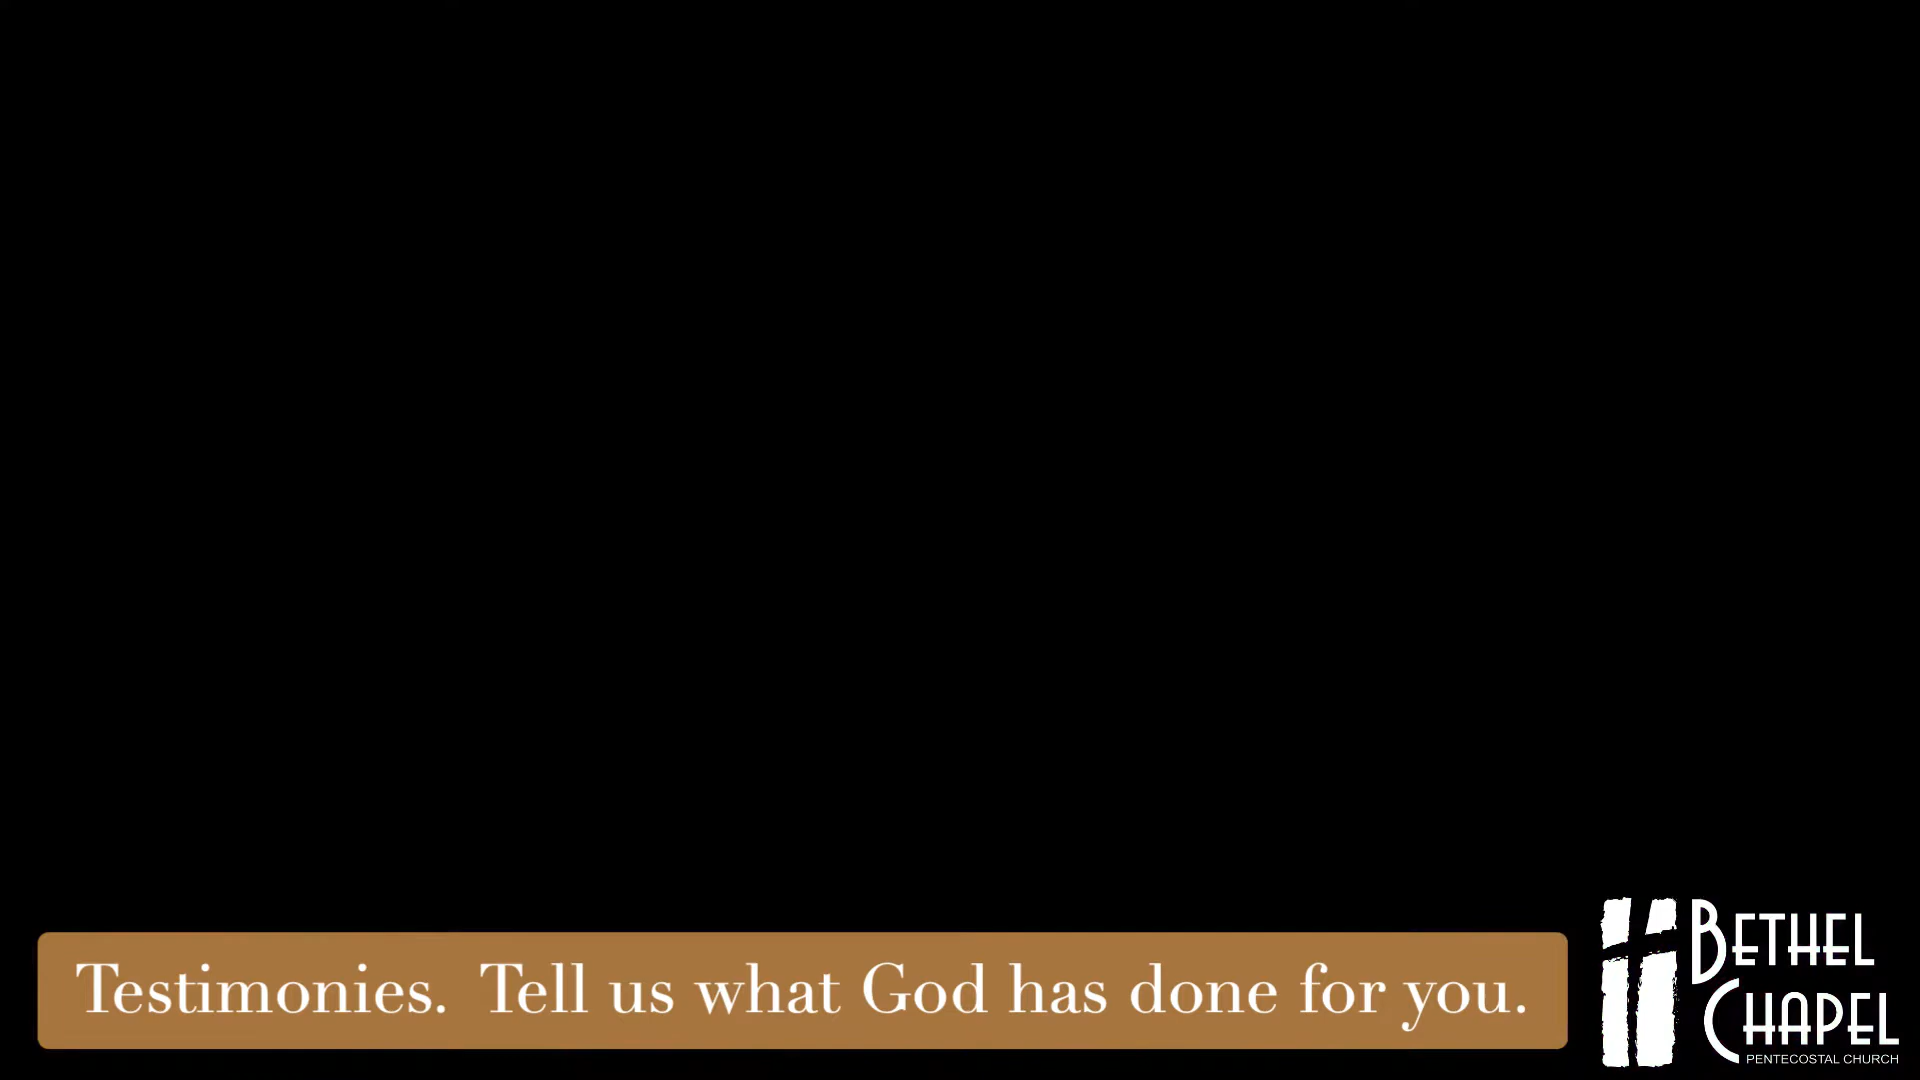 Testimonies.  Tell us what God has done for you.
BETHEL
CHAPEL
PENTECOSTAL CHURCH